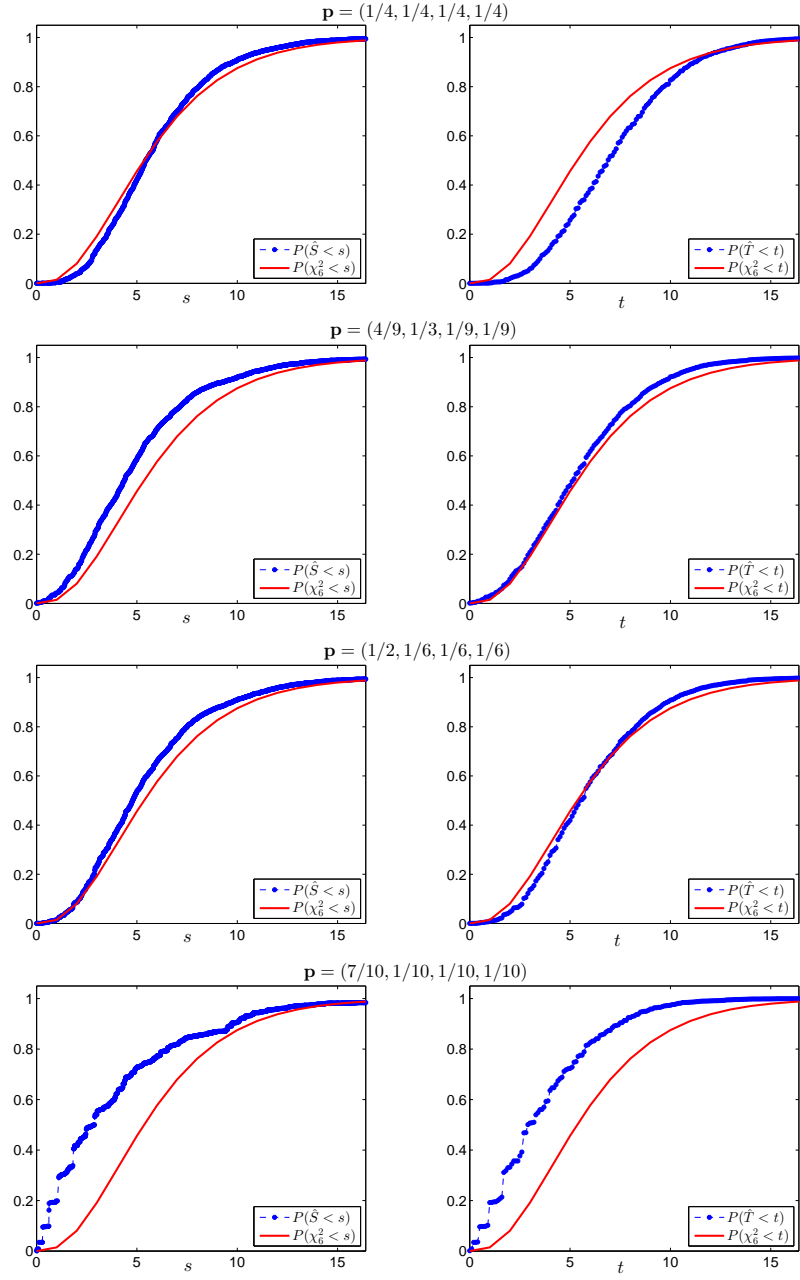 p = (1/4, 1/4, 1/4, 1/4)
1
0.8
0.6
0.4
0.2
0
0 5 10 15
s
P(Ŝ < s)
P(χ²₆ < s)
1
0.8
0.6
0.4
0.2
0
0 5 10 15
t
P(T̂ < t)
P(χ²₆ < t)
p = (4/9, 1/3, 1/9, 1/9)
1
0.8
0.6
0.4
0.2
0
0 5 10 15
s
P(Ŝ < s)
P(χ²₆ < s)
1
0.8
0.6
0.4
0.2
0
0 5 10 15
t
P(T̂ < t)
P(χ²₆ < t)
p = (1/2, 1/6, 1/6, 1/6)
1
0.8
0.6
0.4
0.2
0
0 5 10 15
s
P(Ŝ < s)
P(χ²₆ < s)
1
0.8
0.6
0.4
0.2
0
0 5 10 15
t
P(T̂ < t)
P(χ²₆ < t)
p = (7/10, 1/10, 1/10, 1/10)
1
0.8
0.6
0.4
0.2
0
0 5 10 15
s
P(Ŝ < s)
P(χ²₆ < s)
1
0.8
0.6
0.4
0.2
0
0 5 10 15
t
P(T̂ < t)
P(χ²₆ < t)